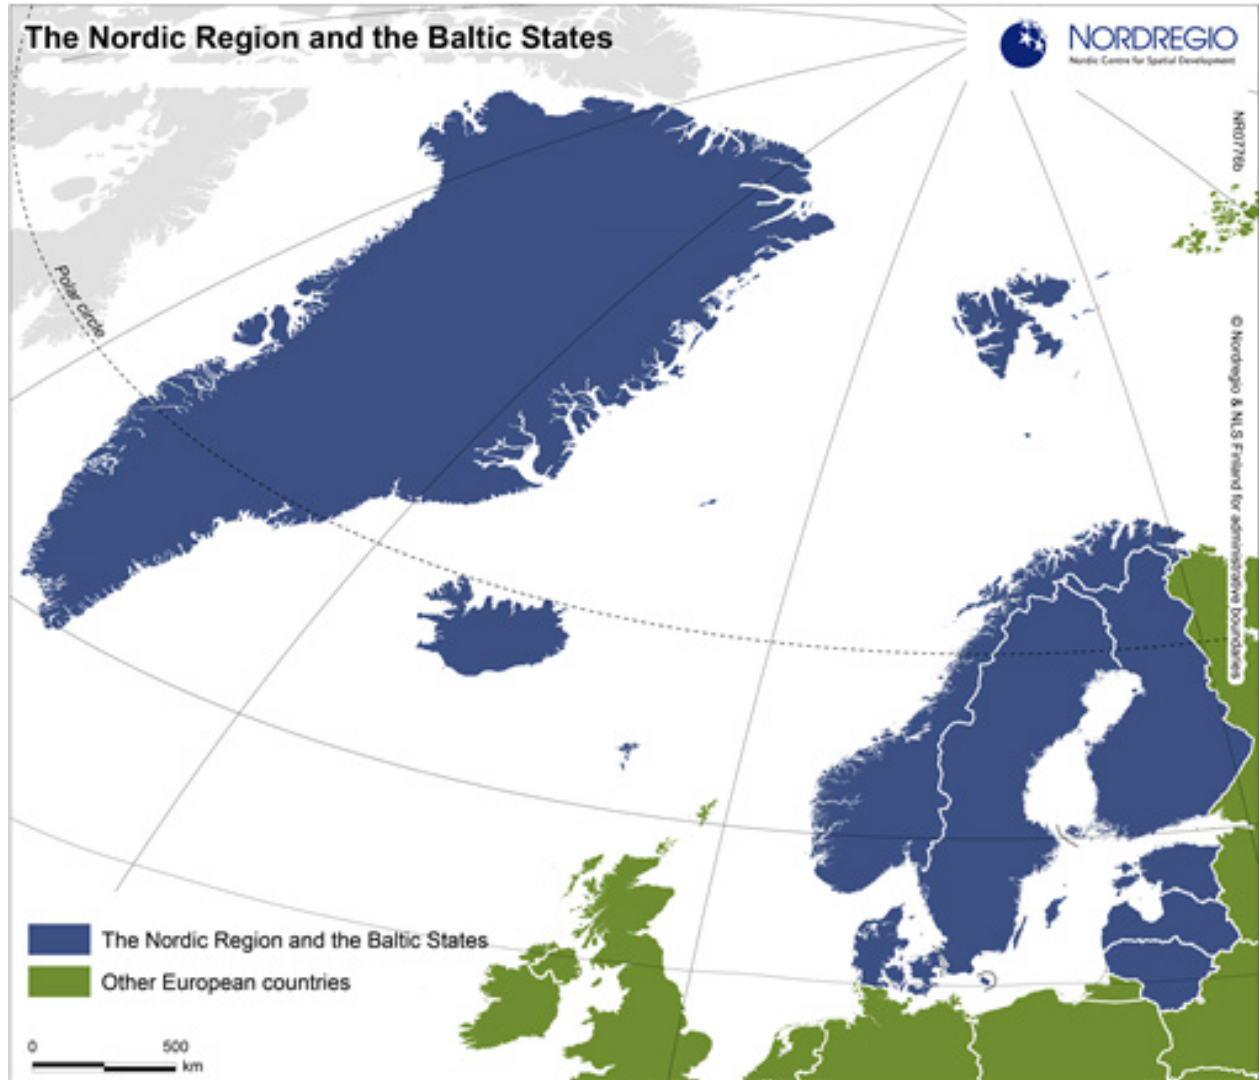 The Nordic Region and the Baltic States
NORDREGIO
Nordic Centre for Spatial Development
NR0776b
Polar circle
© Nordregio & NLS Finland for administrative boundaries
The Nordic Region and the Baltic States
Other European countries
0 500
km